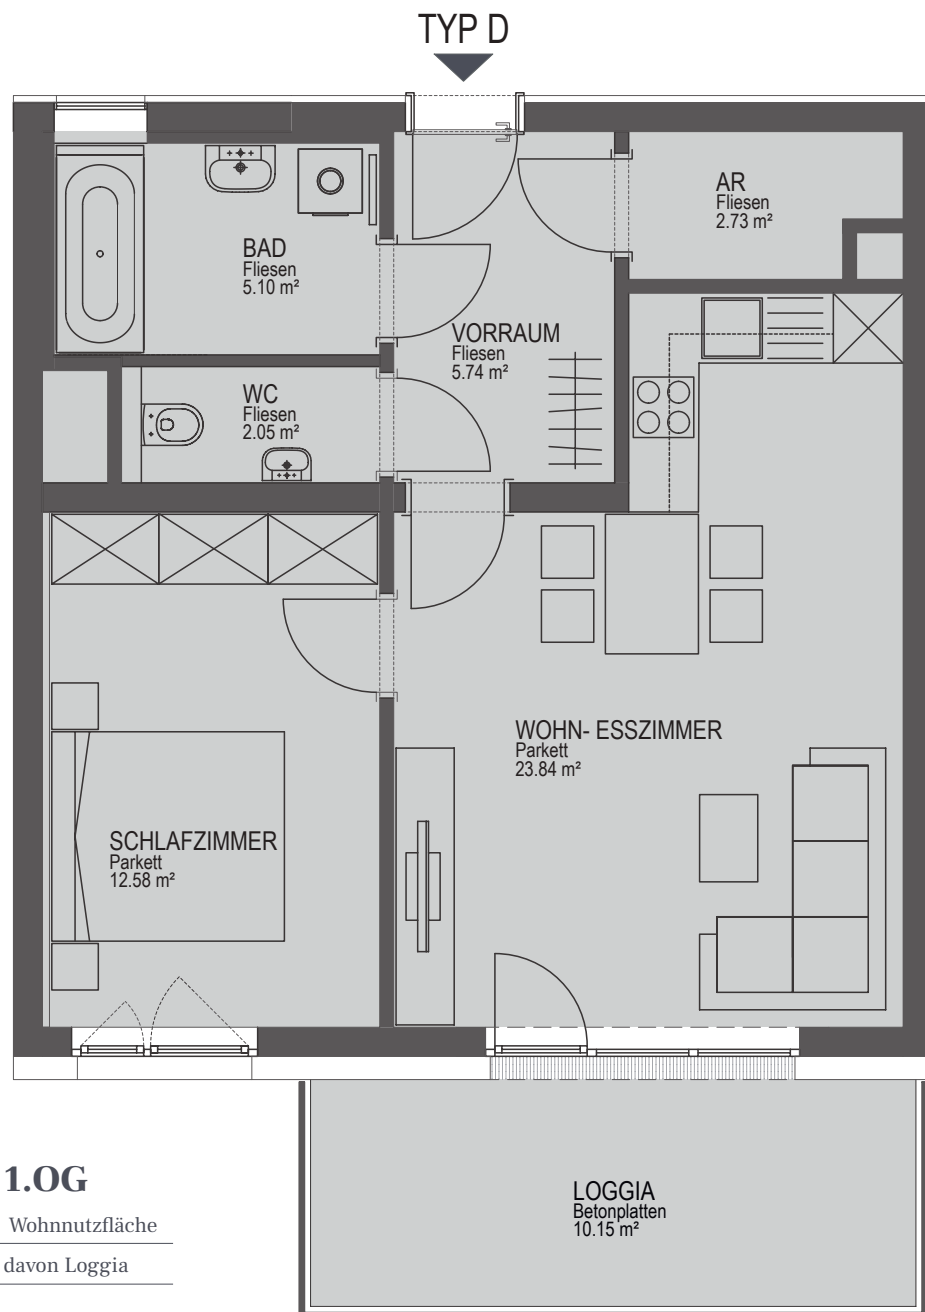 TYP D
AR
Fliesen
2.73 m²
BAD
Fliesen
5.10 m²
VORRAUM
Fliesen
5.74 m²
WC
Fliesen
2.05 m²
WOHN- ESSZIMMER
Parkett
23.84 m²
SCHLAFZIMMER
Parkett
12.58 m²
1.OG
Wohnnutzfläche
davon Loggia
LOGGIA
Betonplatten
10.15 m²